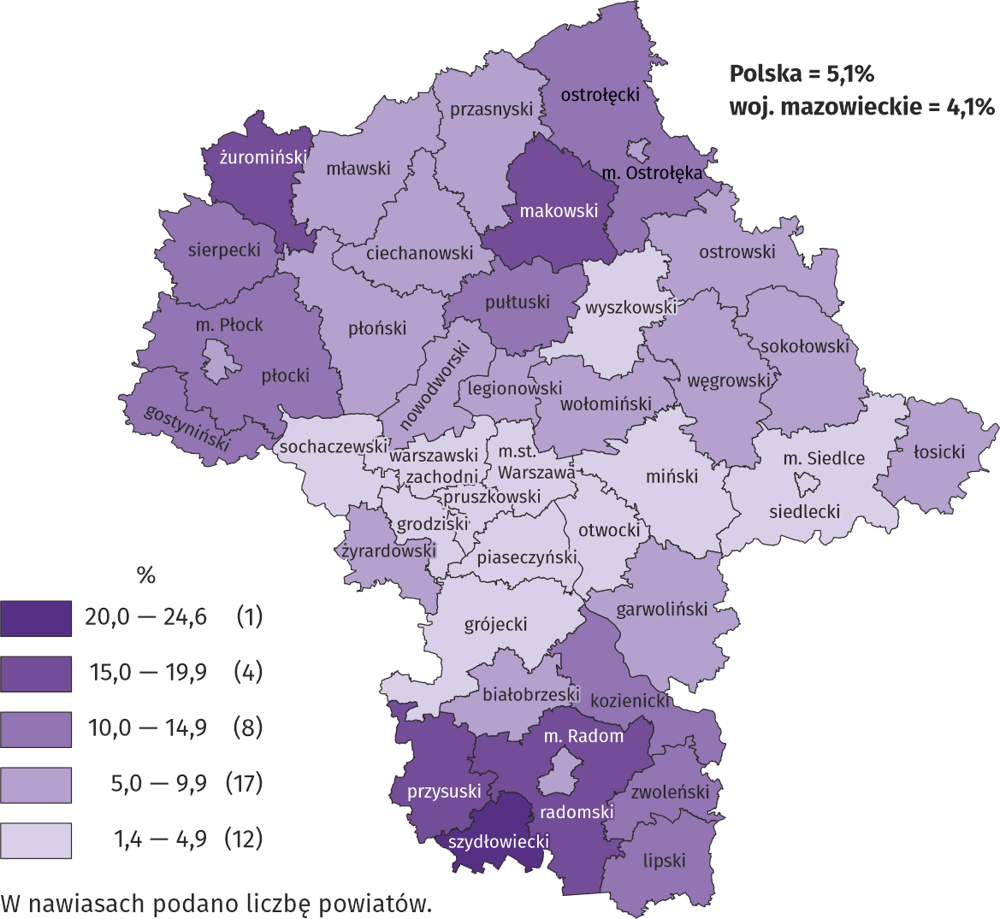 ostrołęcki
Polska = 5,1%
woj. mazowieckie = 4,1%
przasnyski
żuromiński
mławski
m. Ostrołęka
makowski
sierpecki
ciechanowski
ostrowski
pułtuski
wyszkowski
m. Płock
płoński
sokołowski
płocki
nowodworski
legionowski
wołomiński
węgrowski
gostyniński
sochaczewski
warszawski
zachodni
m.st.
Warszawa
miński
m. Siedlce
łosicki
pruszkowski
siedlecki
grodziski
otwocki
żyrardowski
piaseczyński
garwoliński
grójecki
białobrzeski
kozienicki
m. Radom
przysuski
radomski
zwoleński
szydłowiecki
lipski
%
20,0 — 24,6 (1)
15,0 — 19,9 (4)
10,0 — 14,9 (8)
5,0 — 9,9 (17)
1,4 — 4,9 (12)
W nawiasach podano liczbę powiatów.